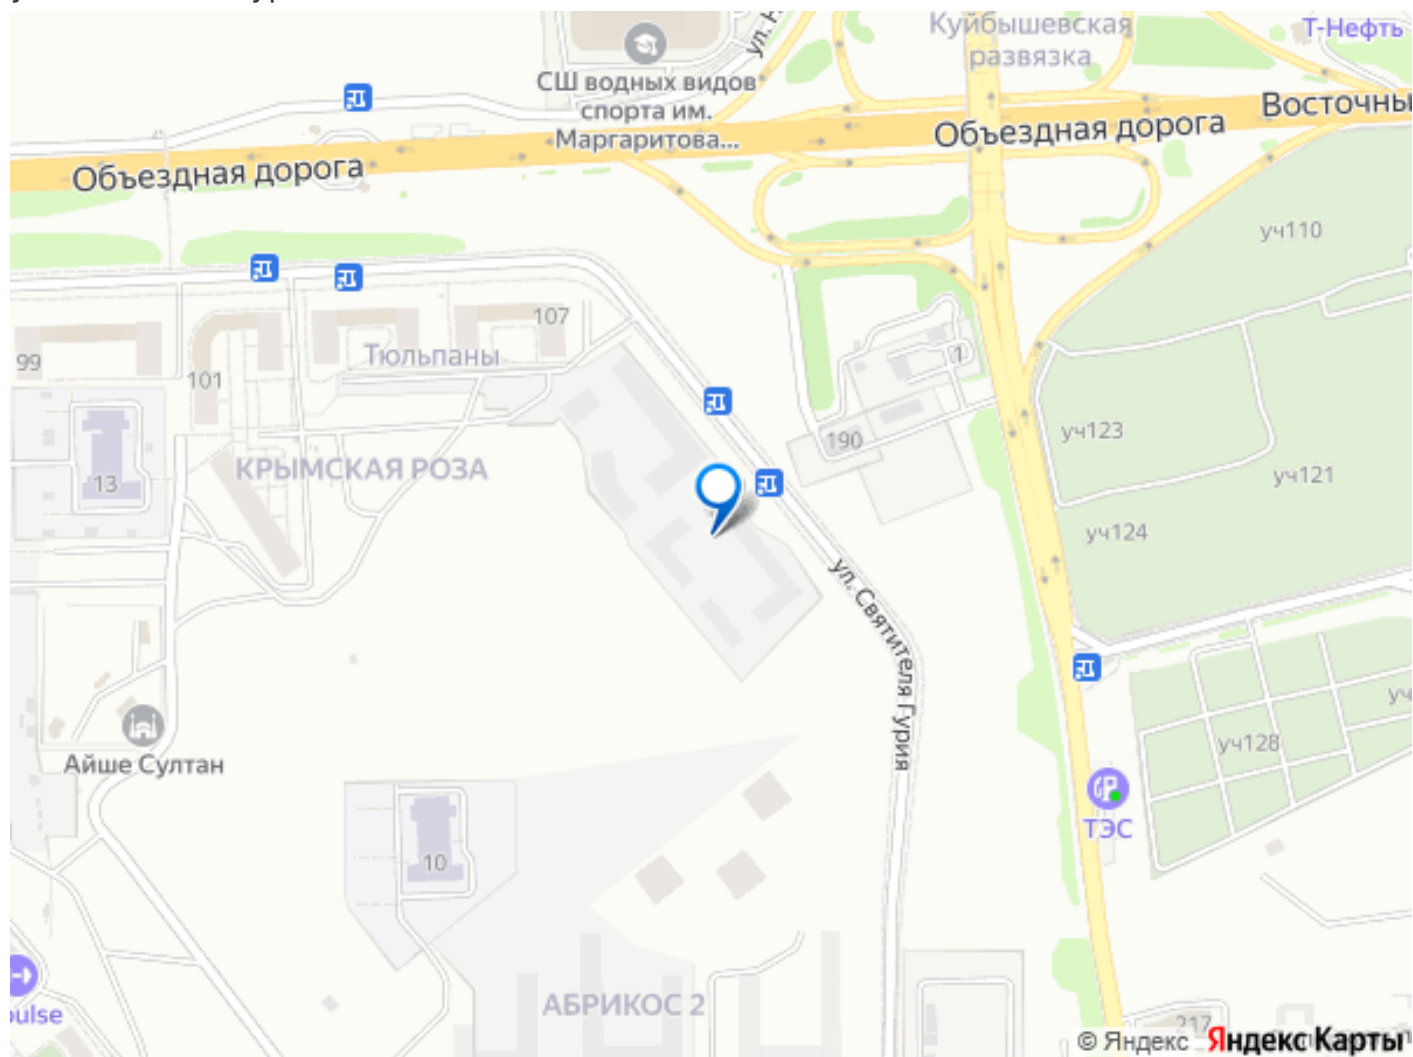 Куйбышевская
развязка
Т-Нефть
СШ водных видов
спорта им.
Маргаритова...
Объездная дорога
Объездная дорога
Восточны
уч110
107
99
Тюльпаны
101
1
190
уч123
КРЫМСКАЯ РОЗА
13
уч121
уч124
ул. Святителя Гурия
уч128
Айше Султан
ТЭС
10
АБРИКОС 2
ulse
217
© Яндекс Яндекс Карты